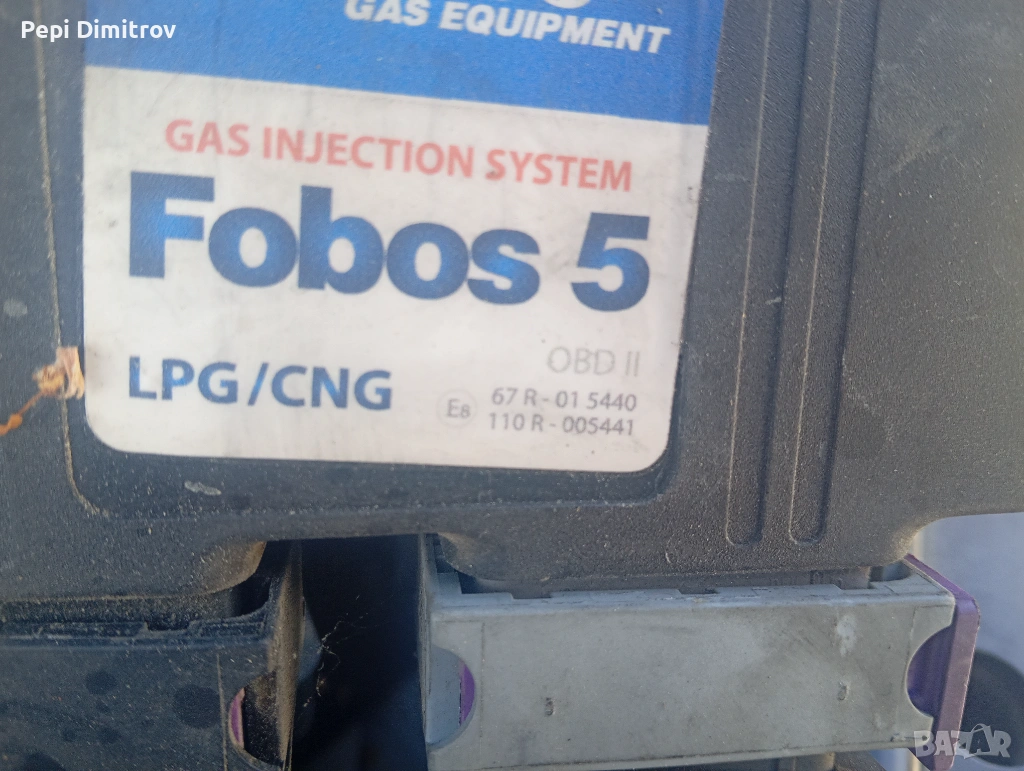 Pepi Dimitrov
GAS EQUIPMENT
GAS INJECTION SYSTEM
Fobos 5
LPG/CNG
OBD II
E8
67 R - 01 5440
110 R - 005441
BAZAR